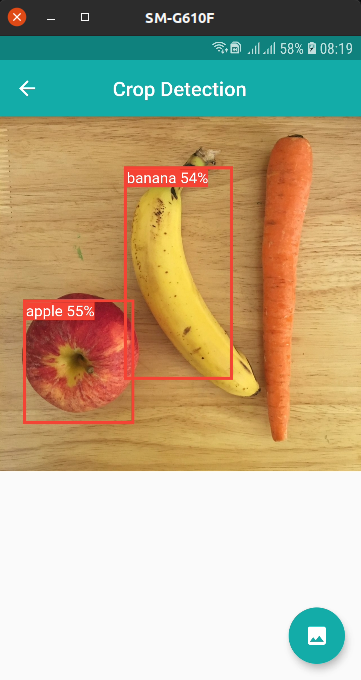 SM-G610F
58% 08:19
Crop Detection
banana 54%
apple 55%